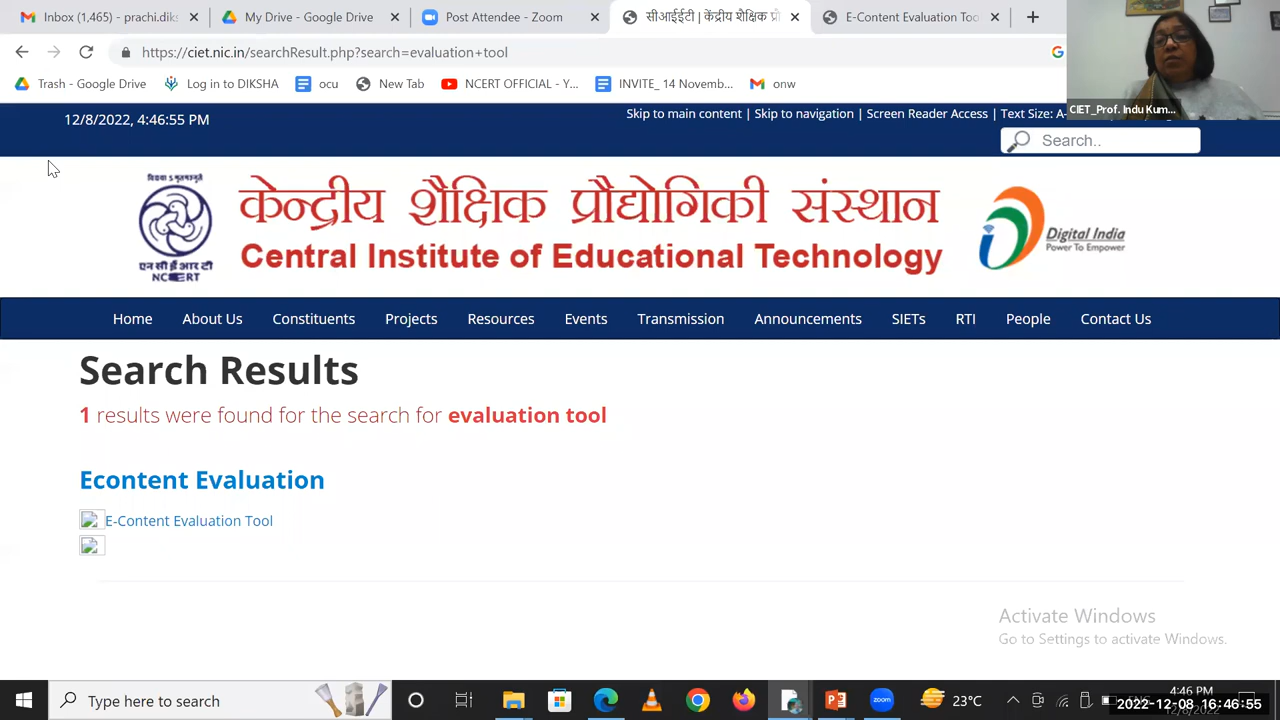 Inbox (1,465) - prachi.diks
My Drive - Google Drive
Post Attendee - Zoom
सीआईईटी | केंद्रीय शैक्षिक प्रौ
E-Content Evaluation Too
https://ciet.nic.in/searchResult.php?search=evaluation+tool
Trash - Google Drive
Log in to DIKSHA
ocu
New Tab
NCERT OFFICIAL - Y...
INVITE_ 14 Novemb...
onw
CIET_Prof. Indu Kum...
12/8/2022, 4:46:55 PM
Skip to main content | Skip to navigation | Screen Reader Access | Text Size: A-
Search..
केन्द्रीय शैक्षिक प्रौद्योगिकी संस्थान
Central Institute of Educational Technology
एन सी ई आर टी
NCERT
Digital India
Power To Empower
Home
About Us
Constituents
Projects
Resources
Events
Transmission
Announcements
SIETs
RTI
People
Contact Us
Search Results
1 results were found for the search for evaluation tool
Econtent Evaluation
E-Content Evaluation Tool
Activate Windows
Go to Settings to activate Windows.
Type here to search
23°C
4:46 PM
2022-12-08 16:46:55